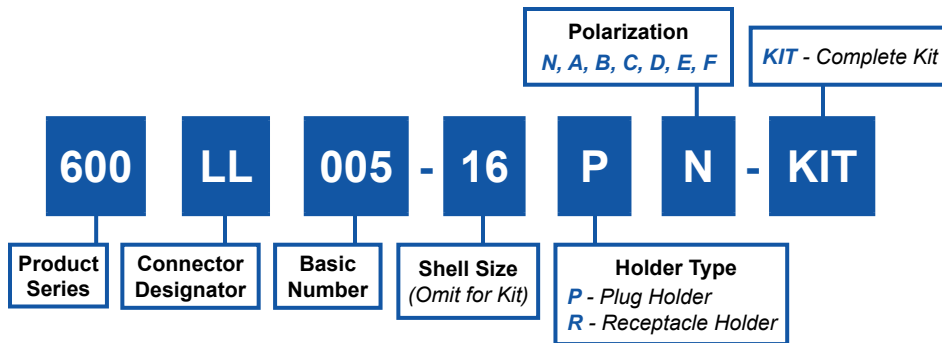 Polarization
N, A, B, C, D, E, F
KIT - Complete Kit
600 LL 005 - 16 P N - KIT
Product
Series
Connector
Designator
Basic
Number
Shell Size
(Omit for Kit)
Holder Type
P - Plug Holder
R - Receptacle Holder